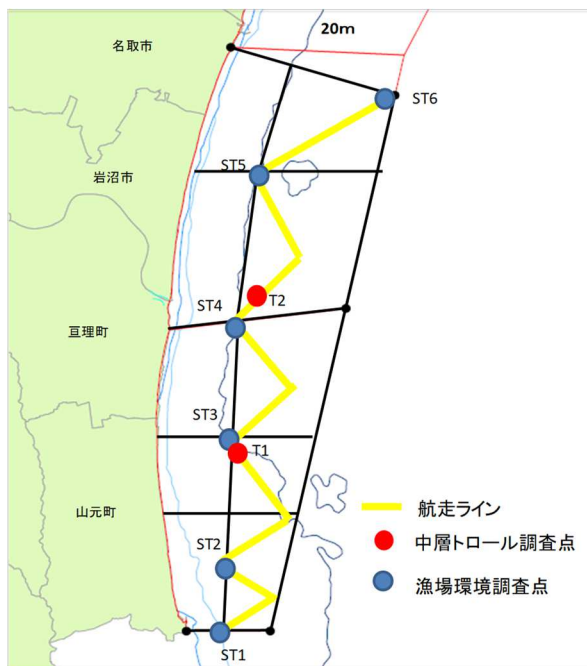 名取市
20m
ST6
ST5
岩沼市
T2
ST4
亘理町
ST3
T1
山元町
航走ライン
ST2
中層トロール調査点
漁場環境調査点
ST1